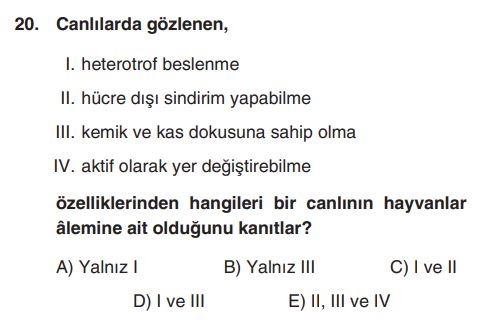 20. Canlılarda gözlenen,
I. heterotrof beslenme
II. hücre dışı sindirim yapabilme
III. kemik ve kas dokusuna sahip olma
IV. aktif olarak yer değiştirebilme
özelliklerinden hangileri bir canlının hayvanlar
âlemine ait olduğunu kanıtlar?
A) Yalnız I B) Yalnız III C) I ve II
D) I ve III E) II, III ve IV